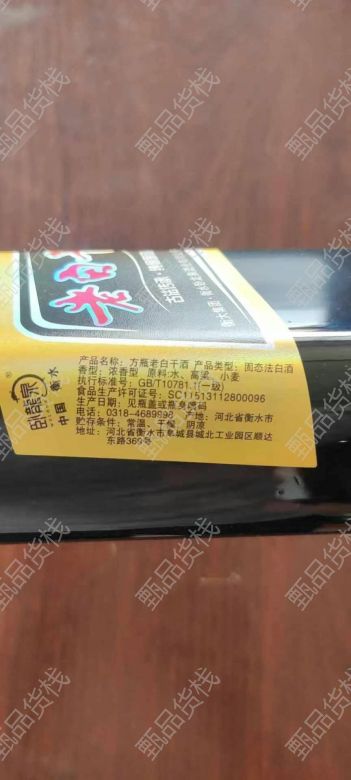 老白
产品名称：方瓶老白干酒 产品类型：固态法白酒
香型：浓香型 原料：水、高粱、小麦
执行标准号：GB/T10781.1(一级)
食品生产许可证号：SC11513112800096
生产日期：见瓶盖或瓶身喷码
电话：0318-4689998 产地：河北省衡水市
贮存条件：常温、干燥、阴凉
地址：河北省衡水市阜城县城北工业园区顺达
东路369号
中国 衡水
甄品货栈